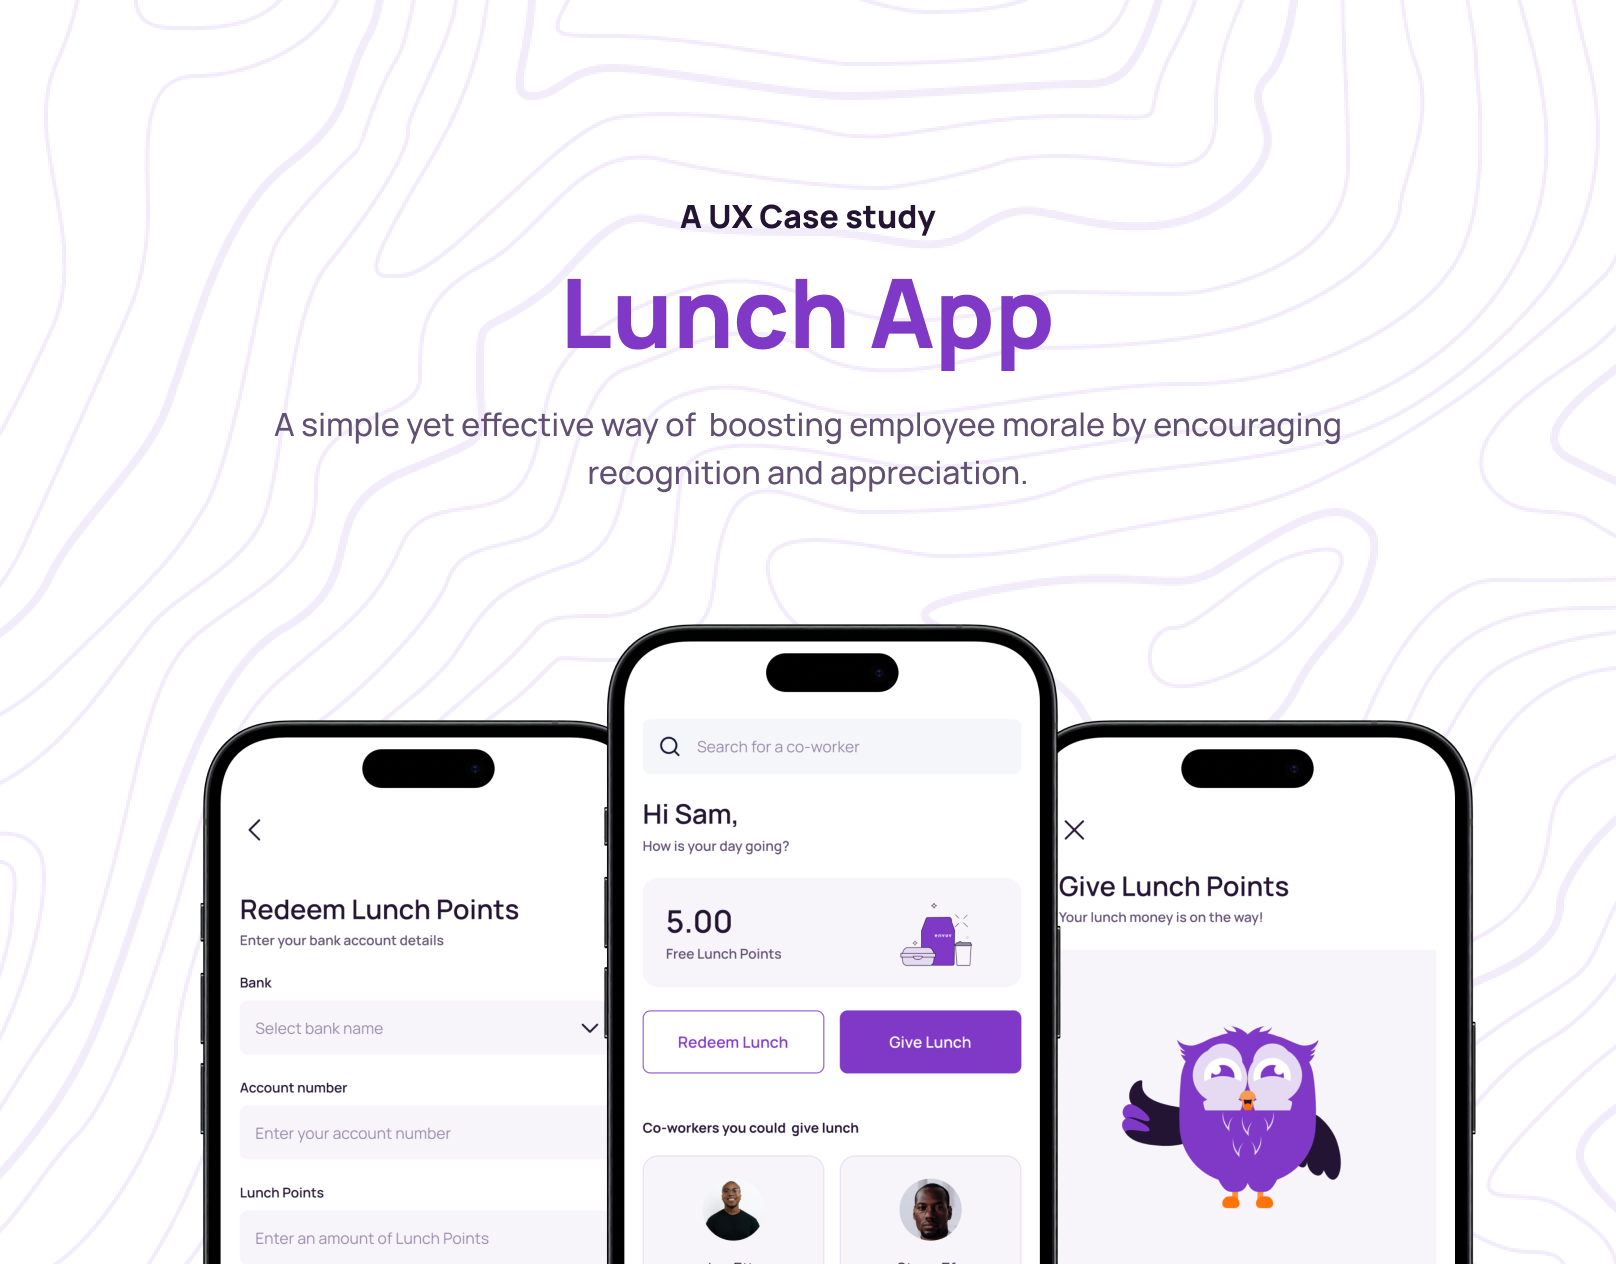 A UX Case study
Lunch App
A simple yet effective way of  boosting employee morale by encouraging
recognition and appreciation.
Redeem Lunch Points
Enter your bank account details
Bank
Select bank name
Account number
Enter your account number
Lunch Points
Enter an amount of Lunch Points
Search for a co-worker
Hi Sam,
How is your day going?
5.00
Free Lunch Points
envoy
Redeem Lunch
Give Lunch
Co-workers you could  give lunch
Give Lunch Points
Your lunch money is on the way!